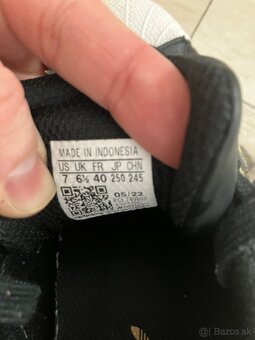 MADE IN INDONESIA
US UK FR JP CHN
7 6½ 40 250 245
05/22
Bazos.sk